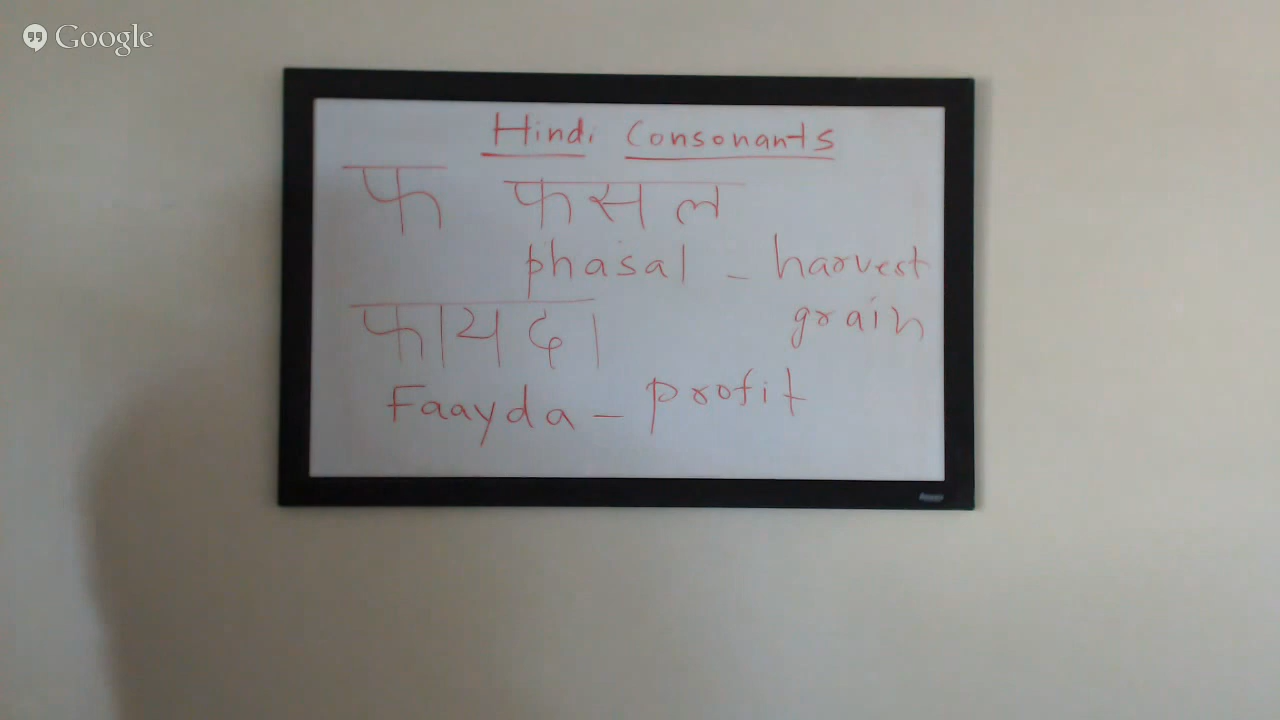 Google
Hindi Consonants
फ फसल
phasal - harvest
grain
फायदा
Faayda - profit